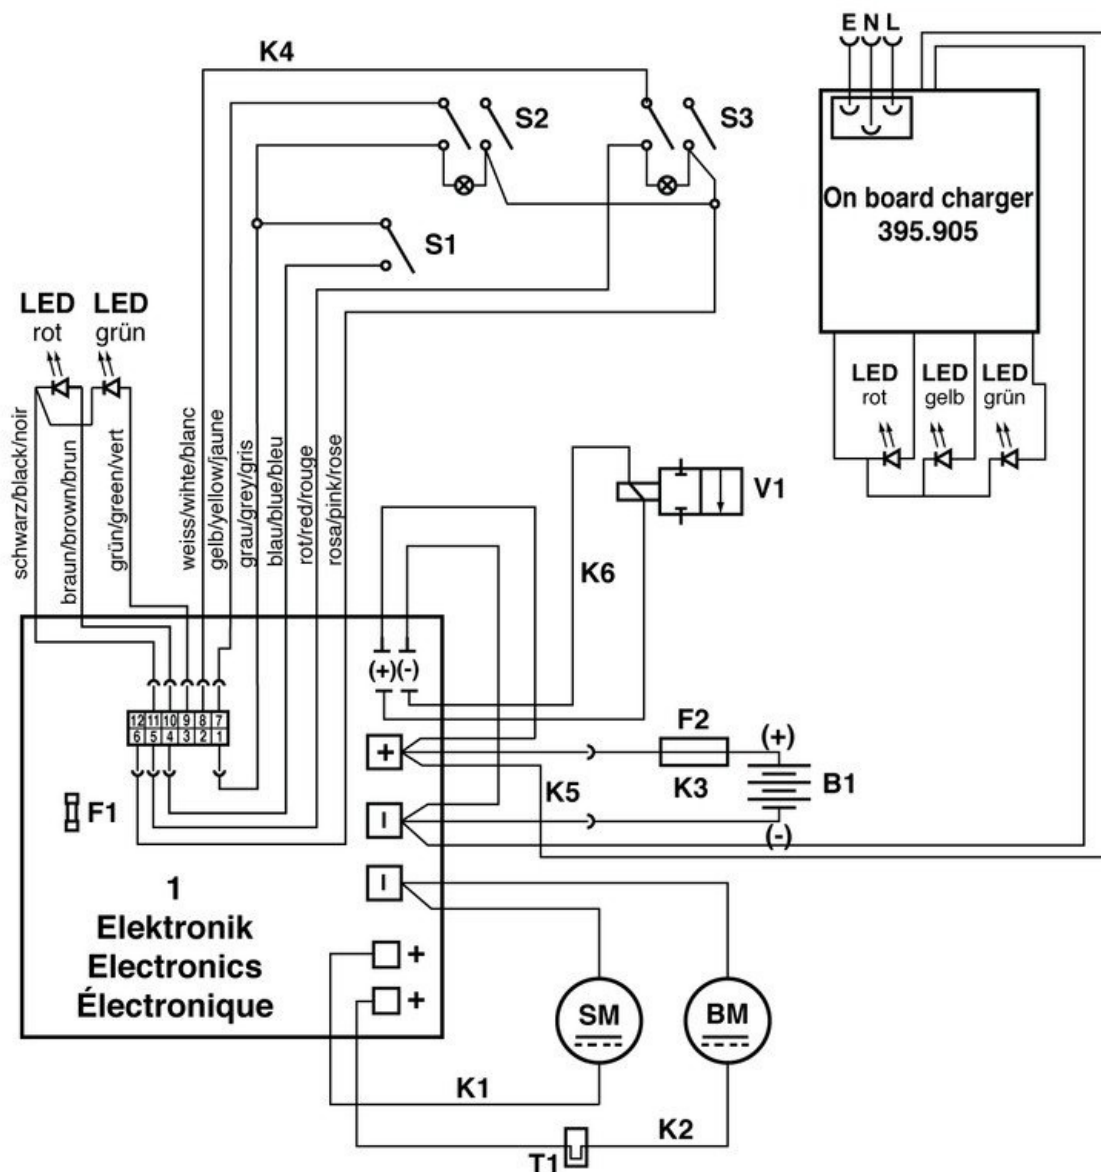 E N L
K4
S2
S3
On board charger
395.905
S1
LED
rot
LED
grün
LED
rot
LED
gelb
LED
grün
schwarz/black/noir
braun/brown/brun
grün/green/vert
weiss/wihte/blanc
gelb/yellow/jaune
grau/grey/gris
blau/blue/bleu
rot/red/rouge
rosa/pink/rose
V1
K6
(+) (-)
12 11 10 9 8 7
6 5 4 3 2 1
F2
(+)
+
K3
B1
K5
F1
(-)
1
Elektronik
Electronics
Électronique
+
+
SM
BM
K1
K2
T1